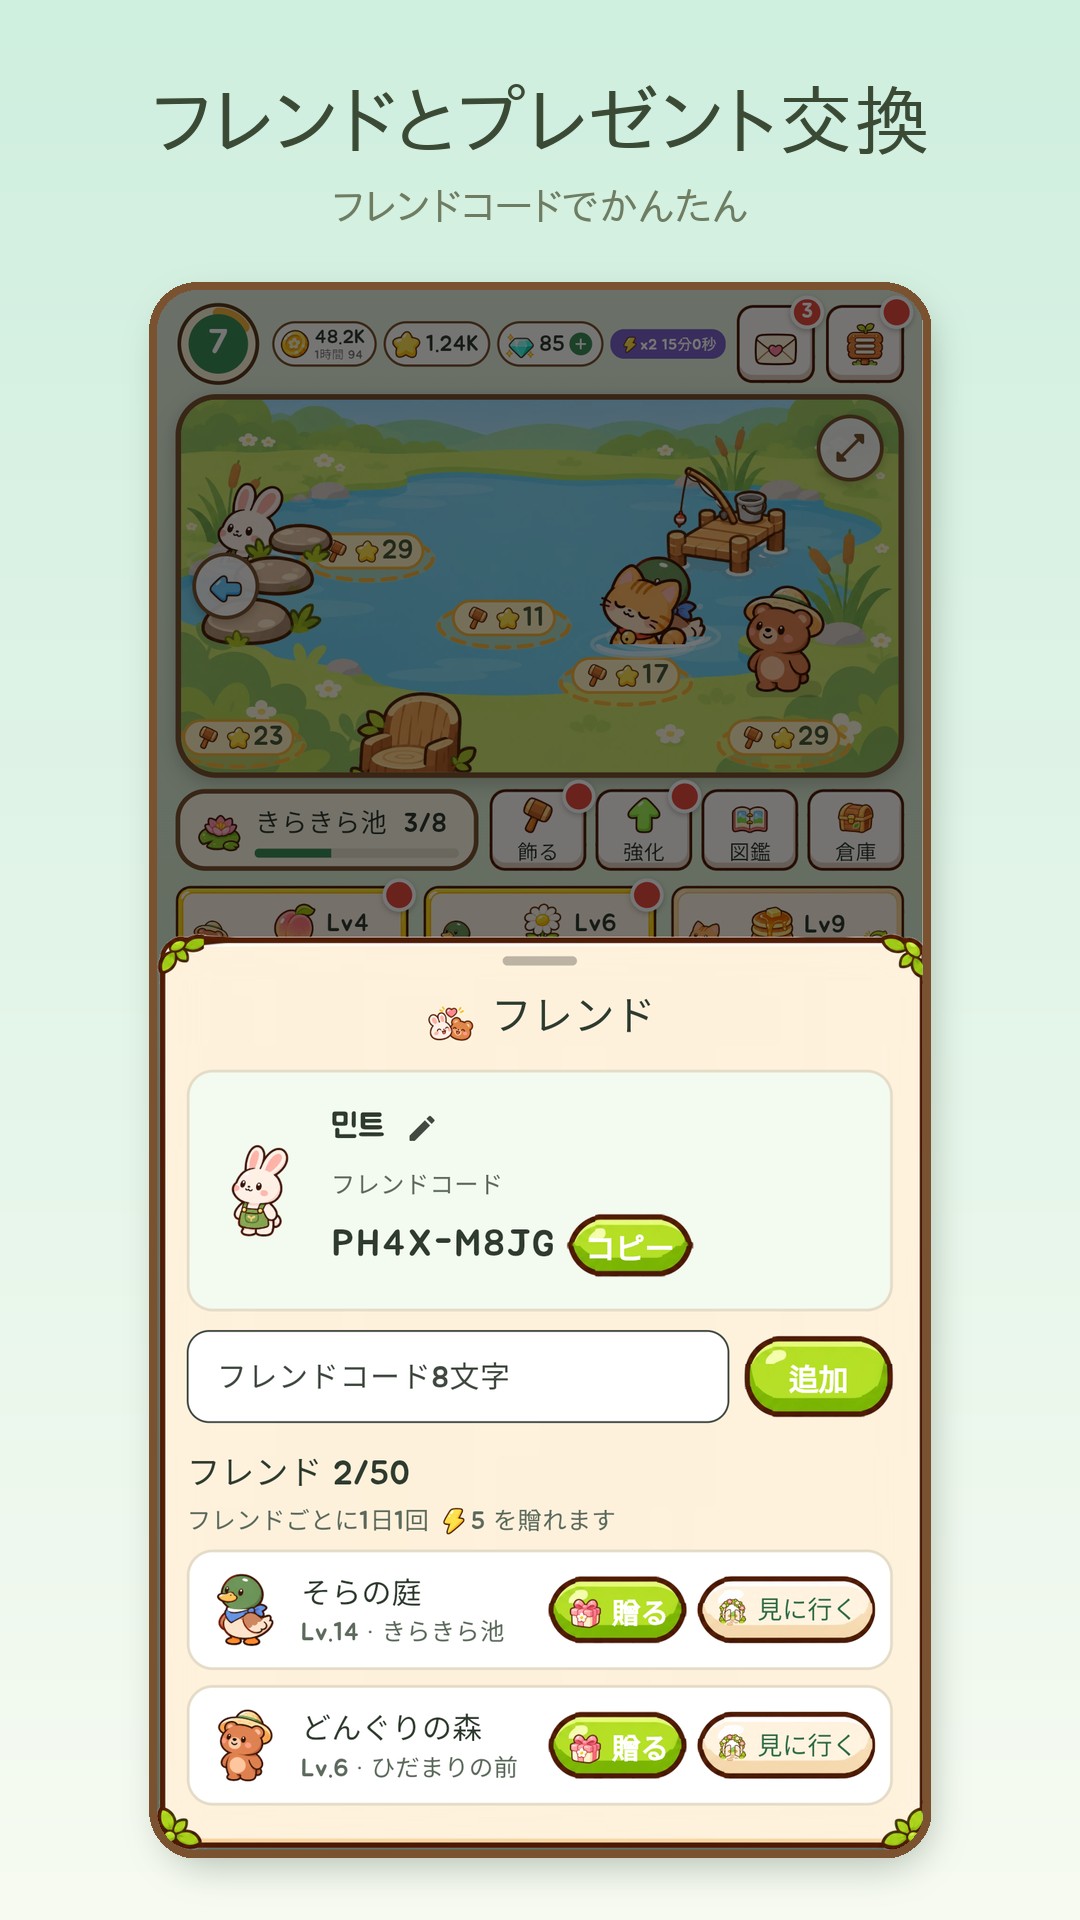 フレンドとプレゼント交換
フレンドコードでかんたん
7
48.2K
1時間 94
1.24K
85
x2 15分0秒
3
29
11
17
23
29
きらきら池 3/8
飾る
強化
図鑑
倉庫
Lv4
Lv6
Lv9
フレンド
민트
フレンドコード
PH4X-M8JG
コピー
フレンドコード8文字
追加
フレンド 2/50
フレンドごとに1日1回 5 を贈れます
そらの庭
Lv.14 · きらきら池
贈る
見に行く
どんぐりの森
Lv.6 · ひだまりの前
贈る
見に行く